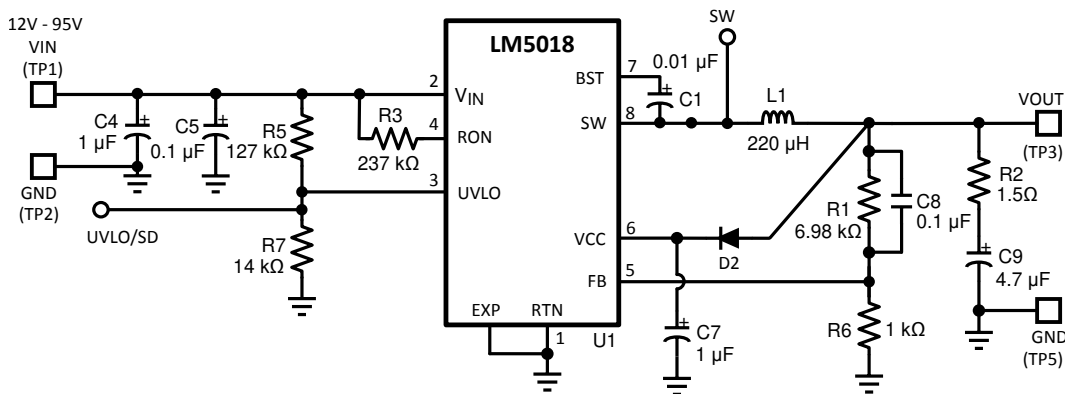 12V - 95V
VIN
(TP1)
GND
(TP2)
UVLO/SD
C4
1 µF
C5
0.1 µF
R5
127 kΩ
R3
237 kΩ
R7
14 kΩ
2
4
3
LM5018
VIN
RON
UVLO
BST
SW
VCC
FB
EXP
RTN
1
U1
7
8
6
5
0.01 µF
C1
SW
L1
220 µH
D2
C7
1 µF
R1
6.98 kΩ
C8
0.1 µF
R6
1 kΩ
R2
1.5Ω
C9
4.7 µF
VOUT
(TP3)
GND
(TP5)
+
+
+
+
+